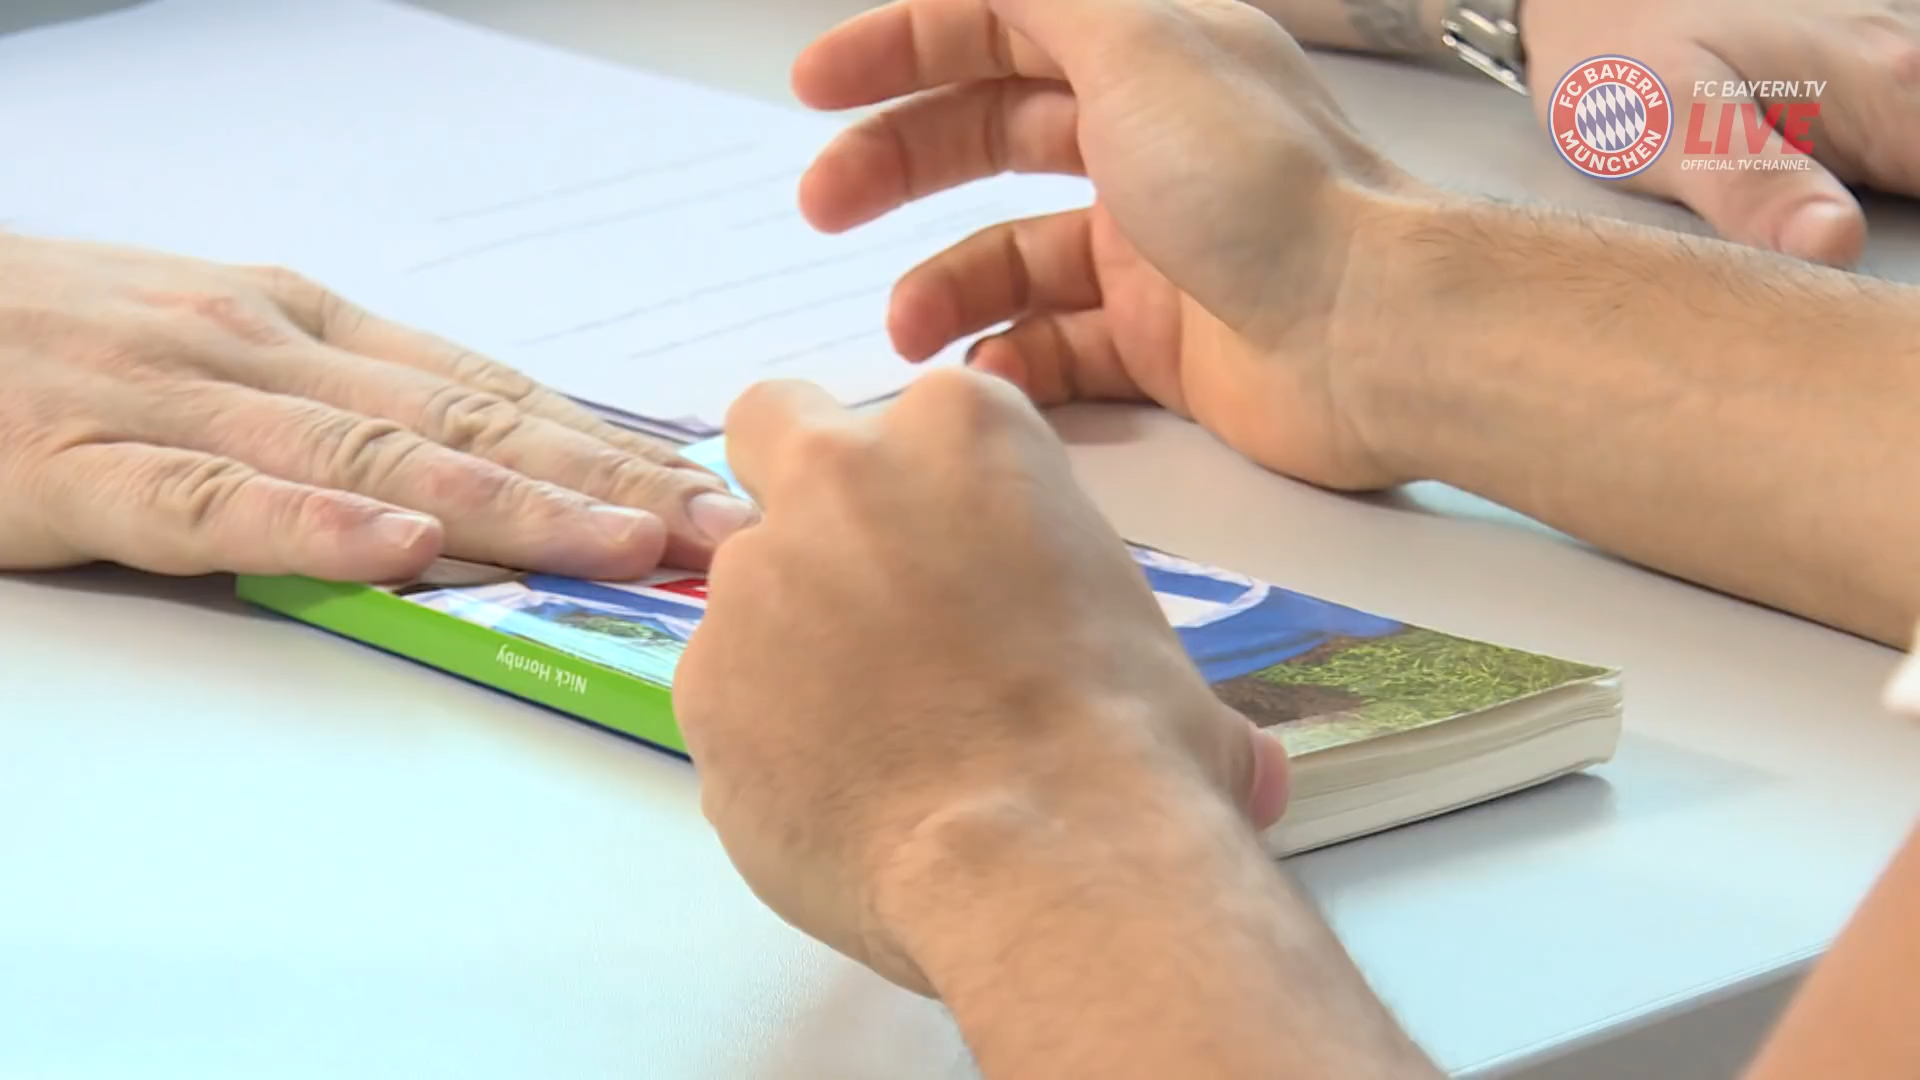 FC BAYERN
MÜNCHEN
FC BAYERN.TV
LIVE
OFFICIAL TV CHANNEL
Nick Hornby